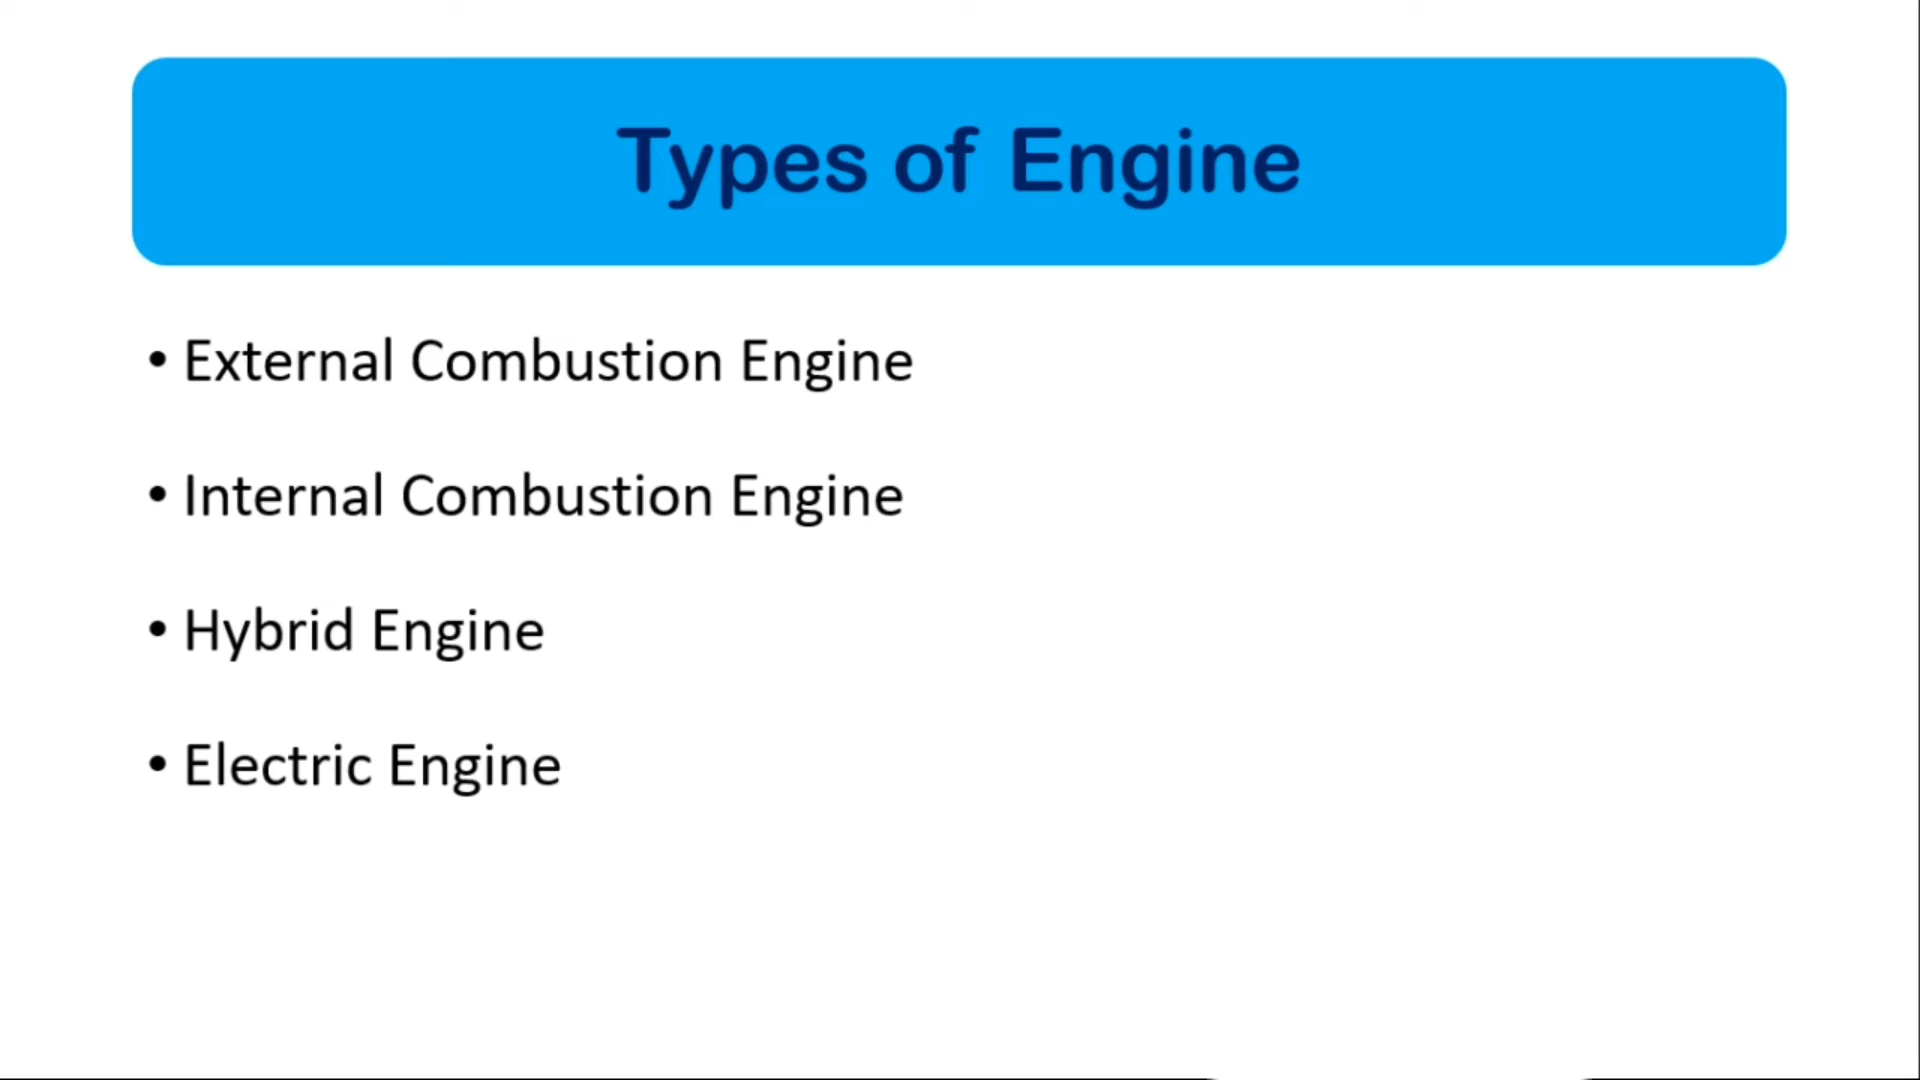 Types of Engine
• External Combustion Engine
• Internal Combustion Engine
• Hybrid Engine
• Electric Engine